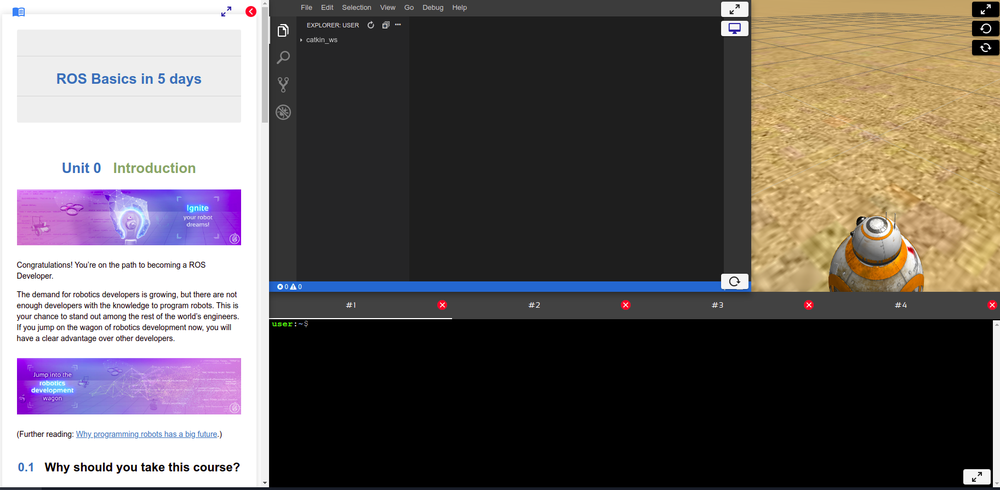 ROS Basics in 5 days
Unit 0 Introduction
Ignite
your robot
dreams!
Congratulations! You’re on the path to becoming a ROS
Developer.
The demand for robotics developers is growing, but there are not
enough developers with the knowledge to program robots. This is
your chance to stand out among the rest of the world’s engineers.
If you jump on the wagon of robotics development now, you will
have a clear advantage over other developers.
Jump into the
robotics
development
wagon
(Further reading: Why programming robots has a big future.)
0.1 Why should you take this course?
File Edit Selection View Go Debug Help
EXPLORER: USER
catkin_ws
0 0
#1 #2 #3 #4
user:~$